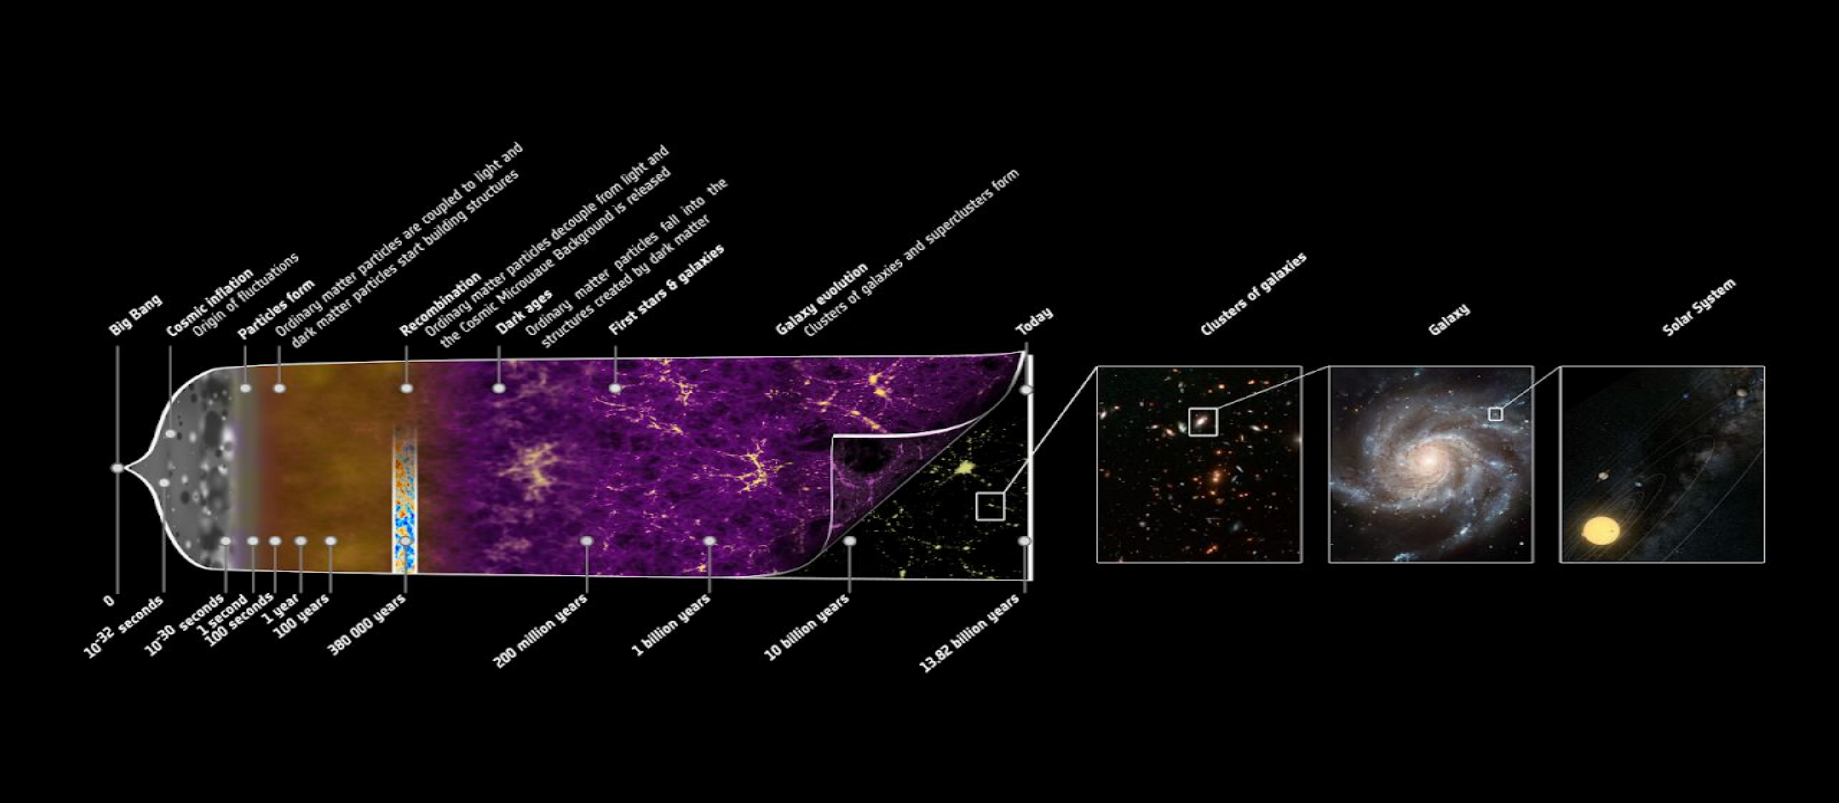 Big Bang
Cosmic inflation
Origin of fluctuations
Particles form
Ordinary matter particles are coupled to light and
dark matter particles start building structures
Recombination
Ordinary matter particles decouple from light and
the Cosmic Microwave Background is released
Dark ages
Ordinary matter particles fall into the
structures created by dark matter
First stars & galaxies
Galaxy evolution
Clusters of galaxies and superclusters form
Today
Clusters of galaxies
Galaxy
Solar System
0
10⁻³² seconds
10⁻³⁰ seconds
1 second
100 seconds
1 year
100 years
380 000 years
200 million years
1 billion years
10 billion years
13.82 billion years